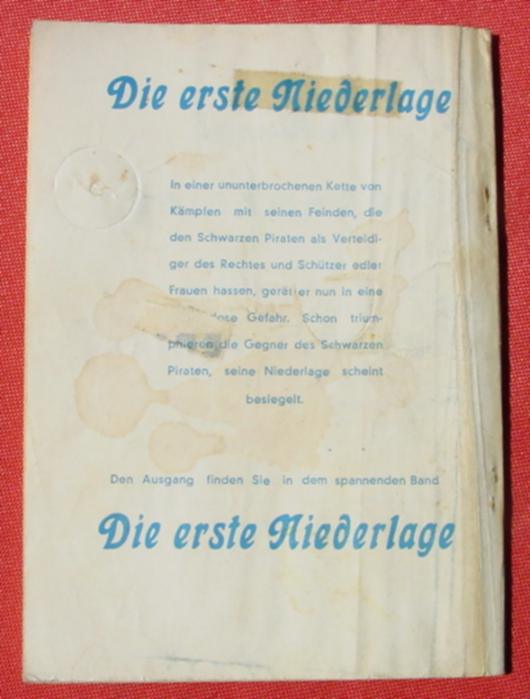 Die erste Niederlage
In einer ununterbrochenen Kette von
Kämpfen mit seinen Feinden, die
den Schwarzen Piraten als Verteidi-
ger des Rechtes und Schützer edler
Frauen hassen, gerät er nun in eine
Gefahr. Schon trium-
phieren die Gegner des Schwarzen
Piraten, seine Niederlage scheint
besiegelt.
Den Ausgang finden Sie in dem spannenden Band
Die erste Niederlage